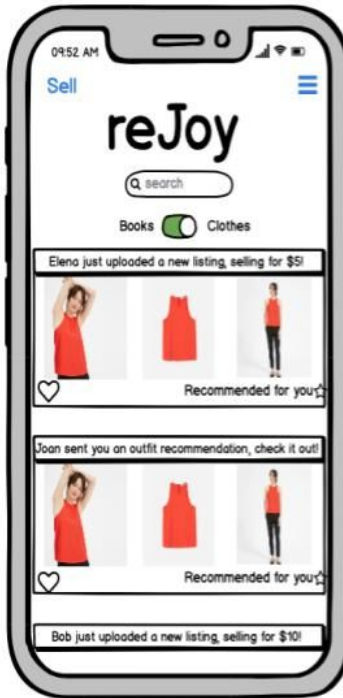 09:52 AM
Sell
reJoy
search
Books Clothes
Elena just uploaded a new listing, selling for $5!
Recommended for you
Joan sent you an outfit recommendation, check it out!
Recommended for you
Bob just uploaded a new listing, selling for $10!